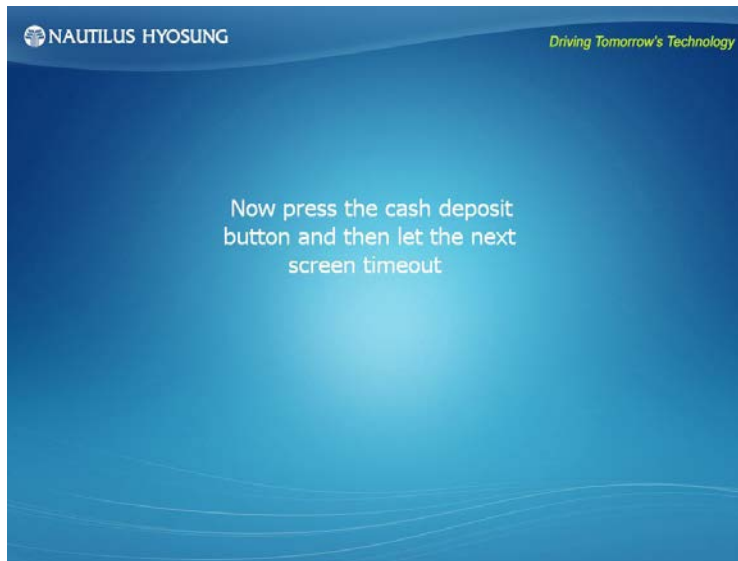 NAUTILUS HYOSUNG
Driving Tomorrow's Technology
Now press the cash deposit
button and then let the next
screen timeout